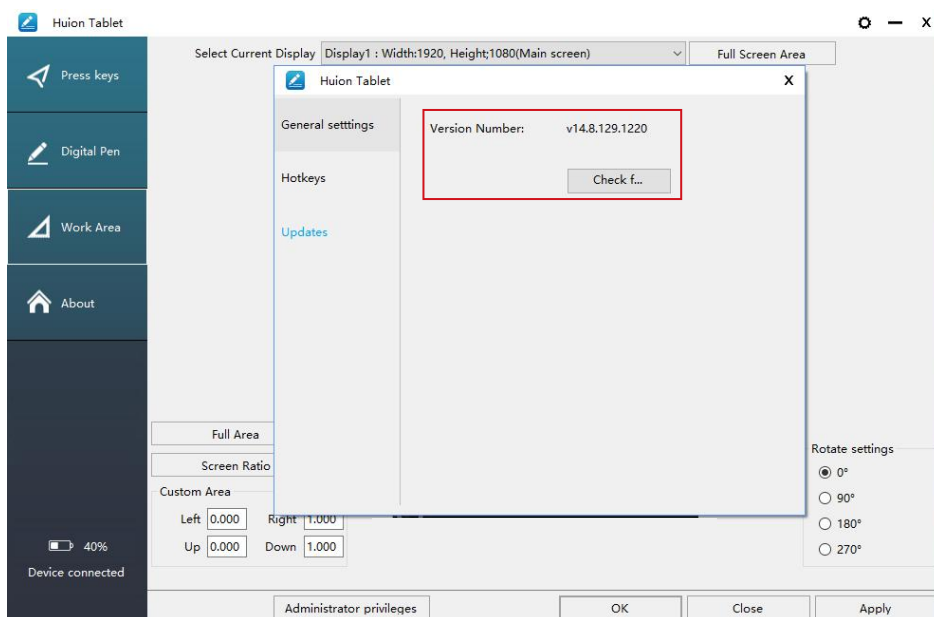 Huion Tablet
Select Current Display Display1 : Width:1920, Height;1080(Main screen) Full Screen Area
Press keys
Digital Pen
Work Area
About
40%
Device connected
Huion Tablet X
General setttings
Hotkeys
Updates
Version Number: v14.8.129.1220
Check f...
Full Area
Screen Ratio
Custom Area
Left 0.000 Right 1.000
Up 0.000 Down 1.000
Rotate settings
0°
90°
180°
270°
Administrator privileges OK Close Apply